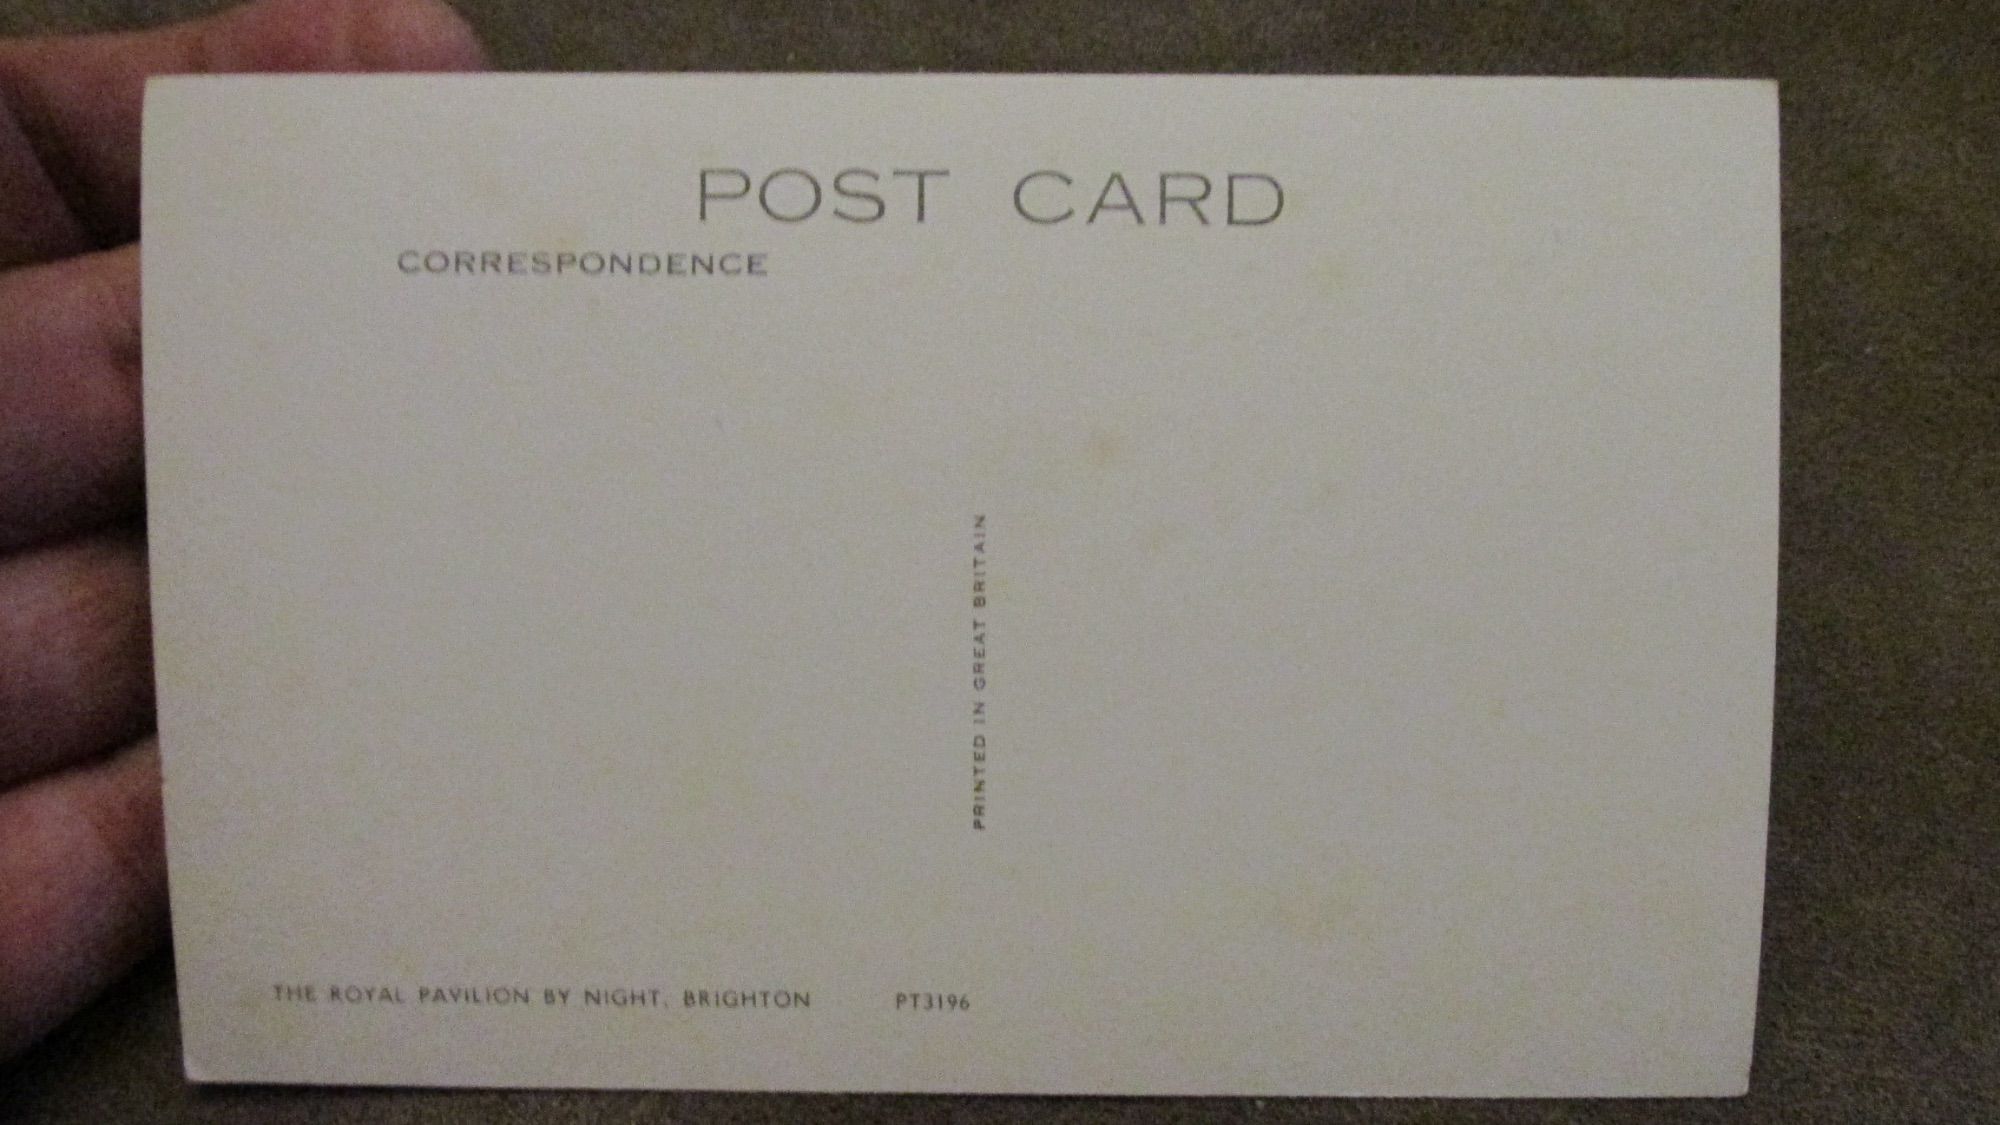 POST CARD
CORRESPONDENCE
PRINTED IN GREAT BRITAIN
THE ROYAL PAVILION BY NIGHT, BRIGHTON PT3196